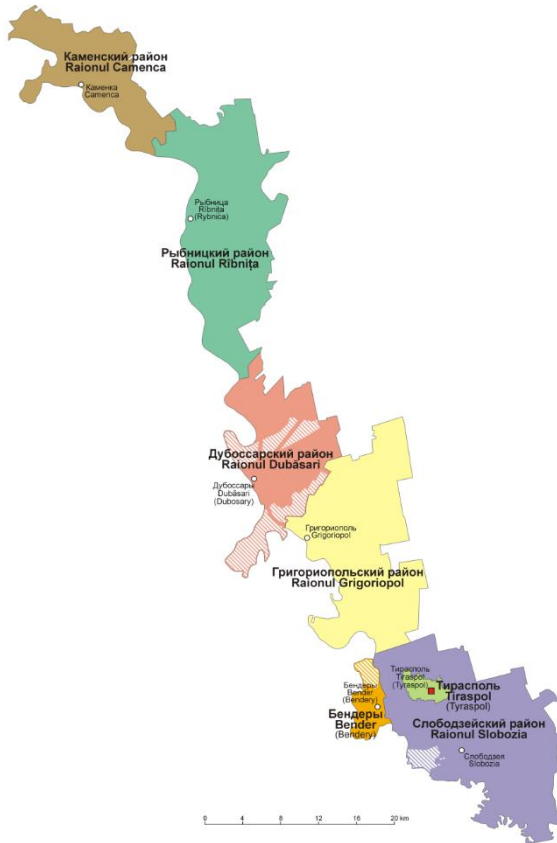 Каменский район
Raionul Camenca
Каменка
Camenca
Рыбница
Rîbnița
(Rybnica)
Рыбницкий район
Raionul Rîbnița
Дубоссарский район
Raionul Dubăsari
Дубоссары
Dubăsari
(Dubosary)
Григориополь
Grigoriopol
Григориопольский район
Raionul Grigoriopol
Тирасполь
Tiraspol
(Tyraspol)
Тирасполь
Tiraspol
(Tyraspol)
Бендеры
Bender
(Bendery)
Бендеры
Bender
(Bendery)
Слободзейский район
Raionul Slobozia
Слободзея
Slobozia
0 4 8 12 16 20 km